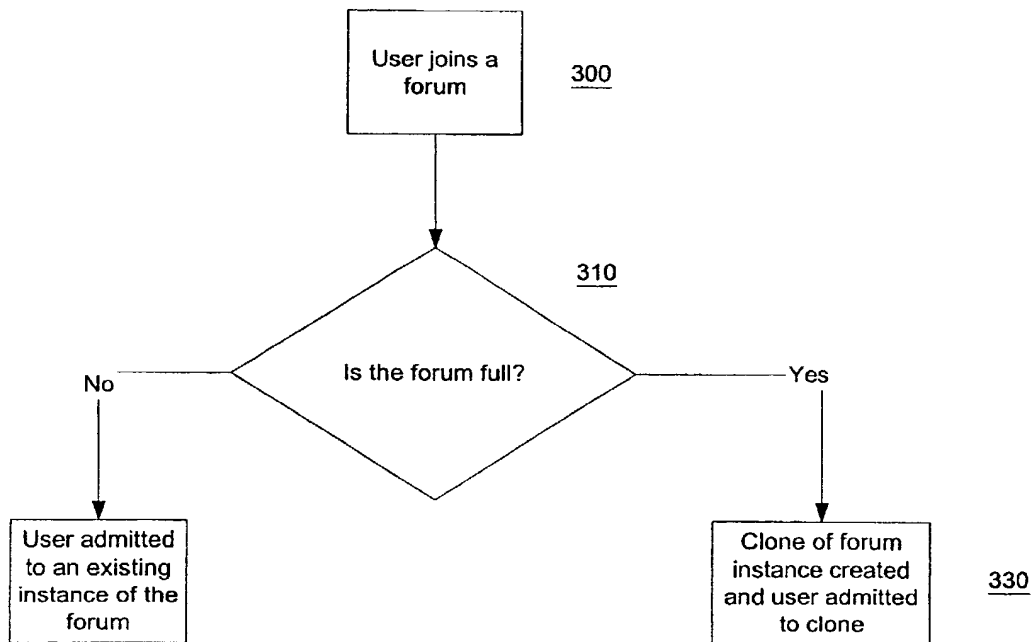 User joins a
forum
300
310
Is the forum full?
No
Yes
User admitted
to an existing
instance of the
forum
Clone of forum
instance created
and user admitted
to clone
330